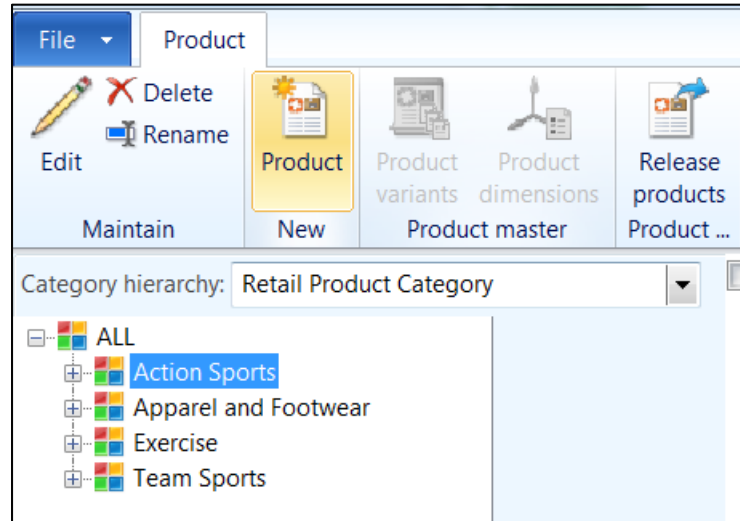 File Product
Delete
Rename
Edit
Product
Product variants
Product dimensions
Release products
Maintain New Product master Product ...
Category hierarchy: Retail Product Category
ALL
Action Sports
Apparel and Footwear
Exercise
Team Sports